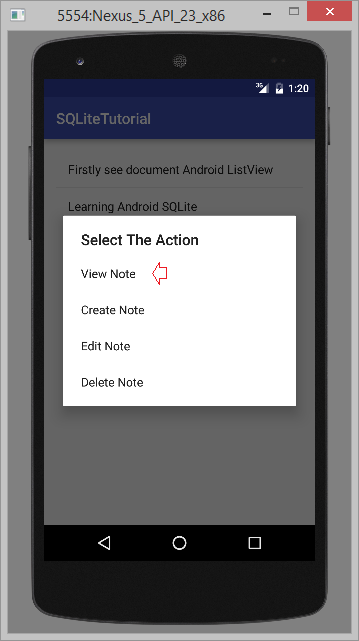 5554:Nexus_5_API_23_x86
3G
1:20
SQLiteTutorial
Firstly see document Android ListView
Learning Android SQLite
Select The Action
View Note
Create Note
Edit Note
Delete Note